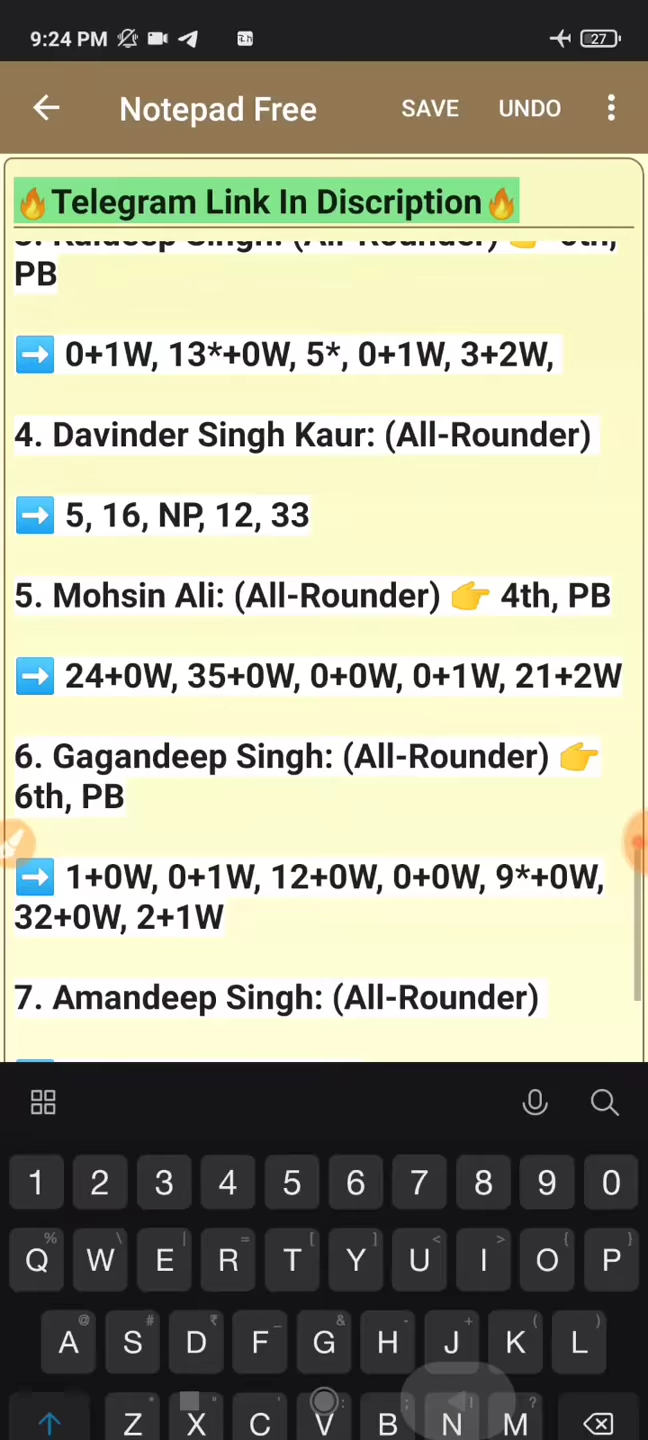 9:24 PM
27
Notepad Free SAVE UNDO
🔥Telegram Link In Discription🔥
Singh: (All-Rounder) 👉
PB
➡️ 0+1W, 13*+0W, 5*, 0+1W, 3+2W,
4. Davinder Singh Kaur: (All-Rounder)
➡️ 5, 16, NP, 12, 33
5. Mohsin Ali: (All-Rounder) 👉 4th, PB
➡️ 24+0W, 35+0W, 0+0W, 0+1W, 21+2W
6. Gagandeep Singh: (All-Rounder) 👉
6th, PB
➡️ 1+0W, 0+1W, 12+0W, 0+0W, 9*+0W,
32+0W, 2+1W
7. Amandeep Singh: (All-Rounder)
1 2 3 4 5 6 7 8 9 0
% \ | = [ ] < > { }
Q W E R T Y U I O P
@ # ₹ _ & - + ( )
A S D F G H J K L
Z X C V B N M